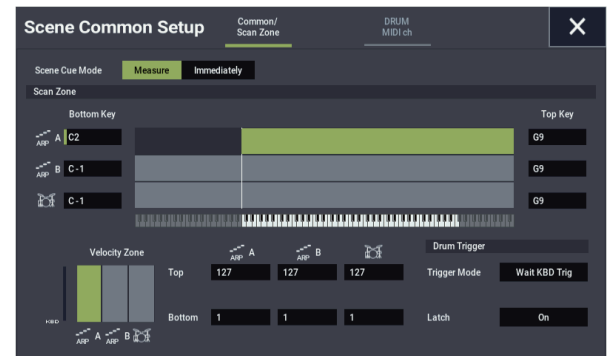 Scene Common Setup
Common/
Scan Zone
DRUM
MIDI ch
Scene Cue Mode
Measure
Immediately
Scan Zone
Bottom Key
Top Key
ARP A C2 G9
ARP B C-1 G9
C-1 G9
Velocity Zone
ARP A
ARP B
Drum Trigger
Top 127 127 127
Trigger Mode Wait KBD Trig
KBD
Bottom 1 1 1
Latch On
ARP A ARP B